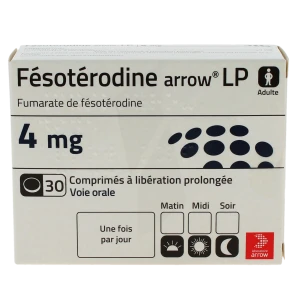 Fésotérodine arrow® LP
Adulte
Fumarate de fésotérodine
4 mg
30 Comprimés à libération prolongée
Voie orale
Matin Midi Soir
Une fois
par jour
arrow